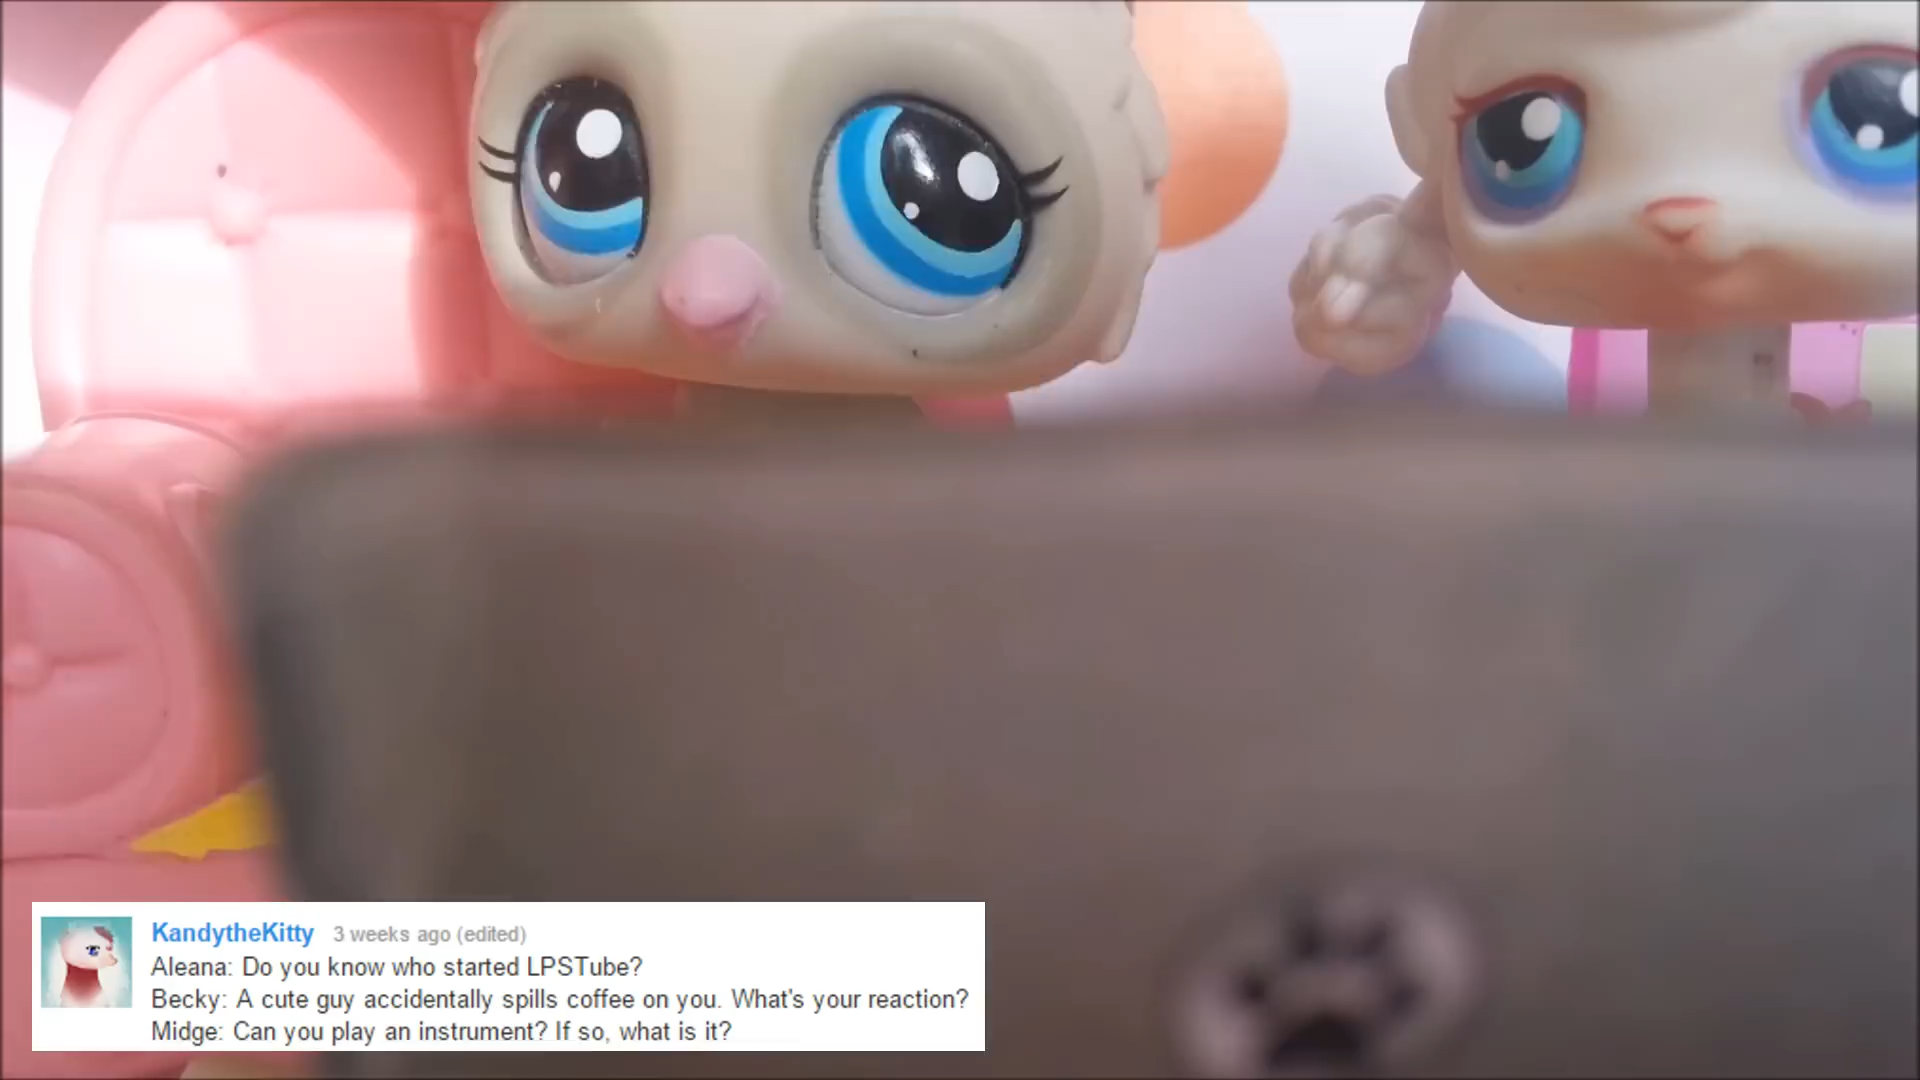 KandytheKitty 3 weeks ago (edited)
Aleana: Do you know who started LPSTube?
Becky: A cute guy accidentally spills coffee on you. What's your reaction?
Midge: Can you play an instrument? If so, what is it?